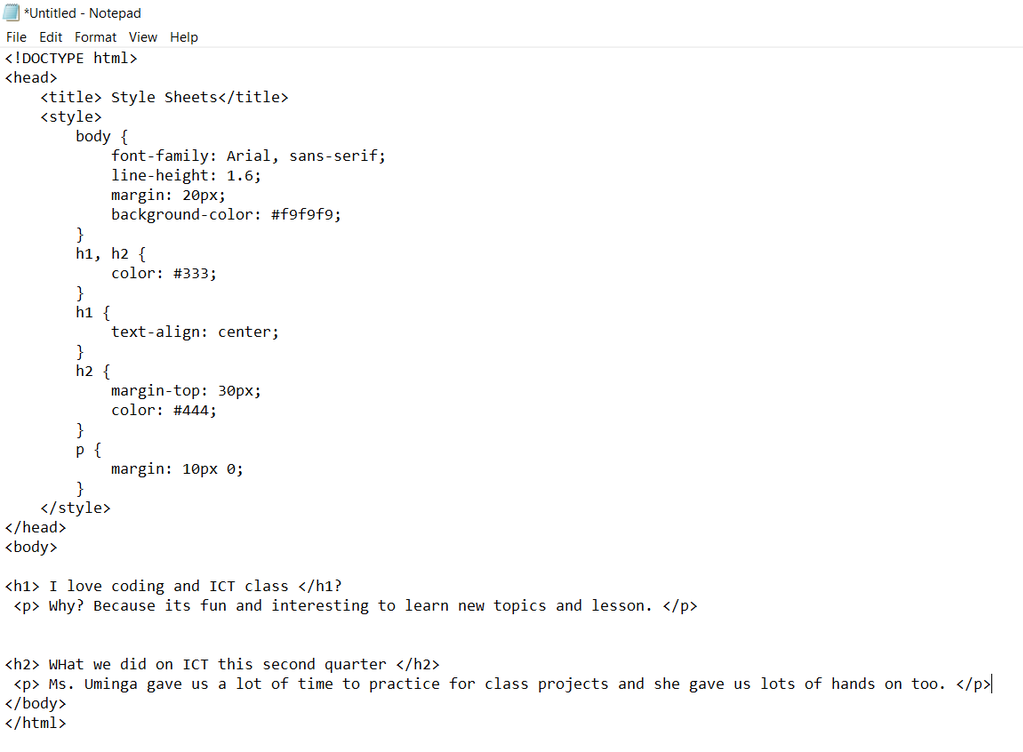 *Untitled - Notepad
File Edit Format View Help
<!DOCTYPE html>
<head>
    <title> Style Sheets</title>
    <style>
        body {
            font-family: Arial, sans-serif;
            line-height: 1.6;
            margin: 20px;
            background-color: #f9f9f9;
        }
        h1, h2 {
            color: #333;
        }
        h1 {
            text-align: center;
        }
        h2 {
            margin-top: 30px;
            color: #444;
        }
        p {
            margin: 10px 0;
        }
    </style>
</head>
<body>

<h1> I love coding and ICT class </h1?
 <p> Why? Because its fun and interesting to learn new topics and lesson. </p>


<h2> WHat we did on ICT this second quarter </h2>
 <p> Ms. Uminga gave us a lot of time to practice for class projects and she gave us lots of hands on too. </p>
</body>
</html>